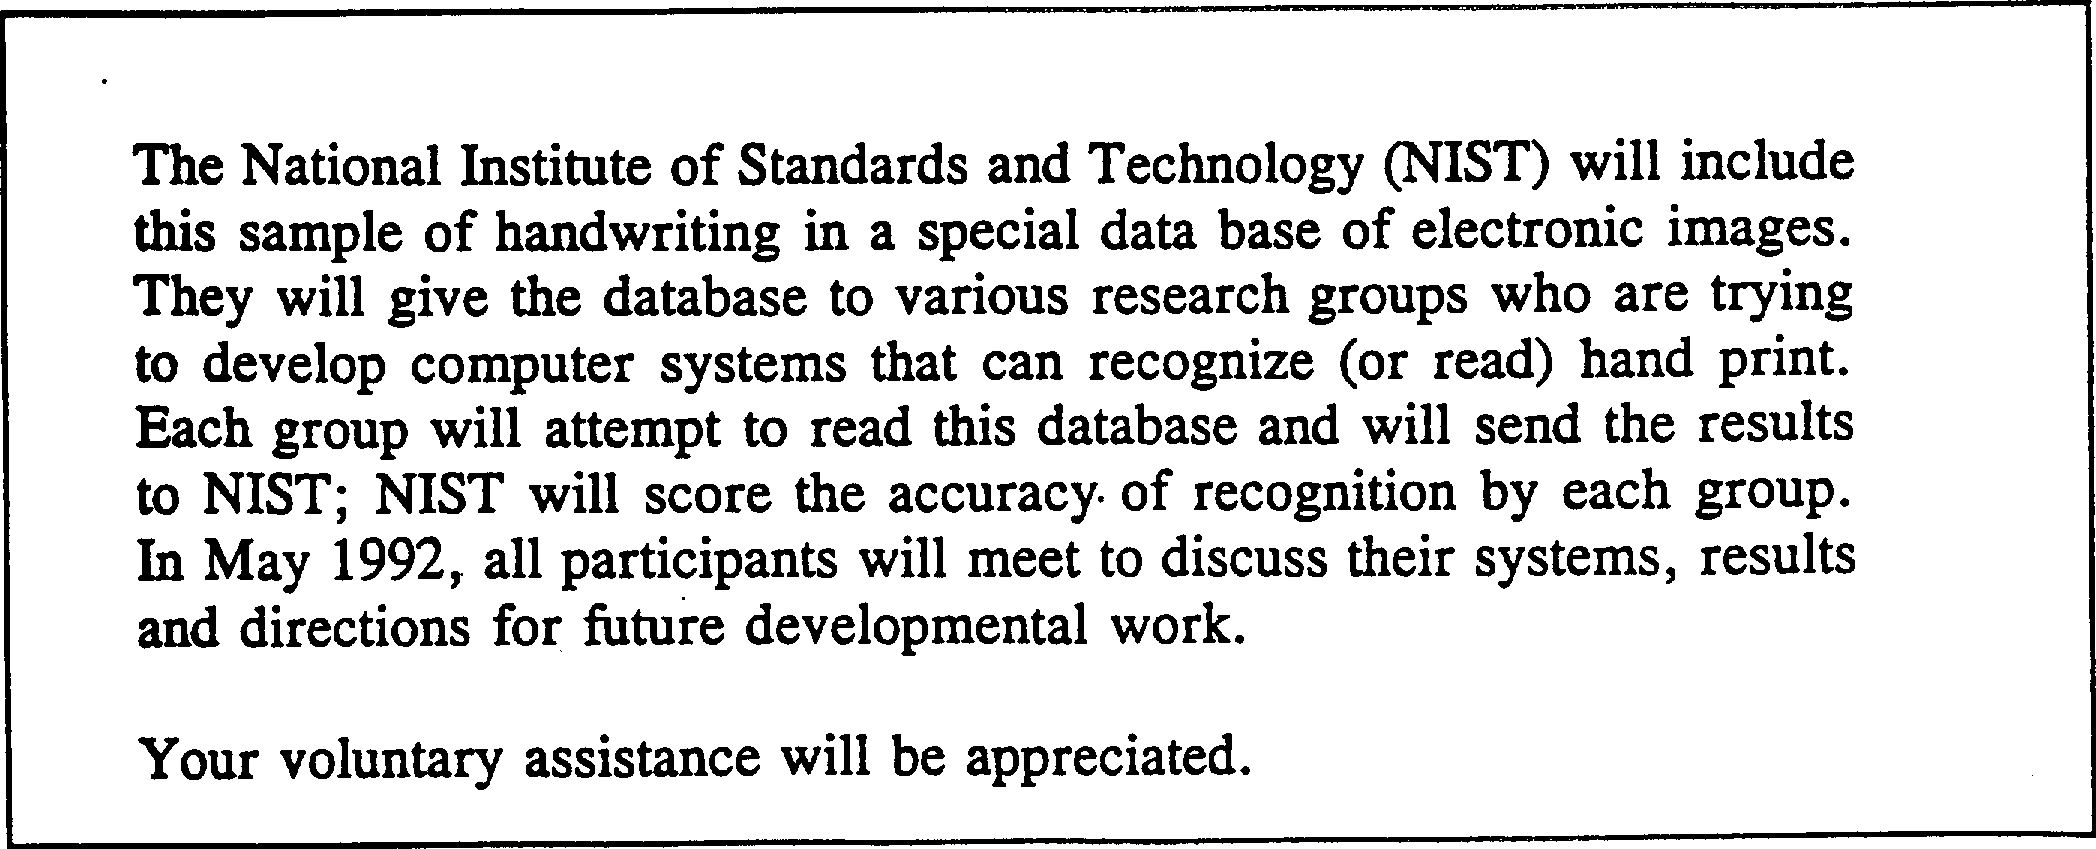 The National Institute of Standards and Technology (NIST) will include
this sample of handwriting in a special data base of electronic images.
They will give the database to various research groups who are trying
to develop computer systems that can recognize (or read) hand print.
Each group will attempt to read this database and will send the results
to NIST; NIST will score the accuracy of recognition by each group.
In May 1992, all participants will meet to discuss their systems, results
and directions for future developmental work.
Your voluntary assistance will be appreciated.